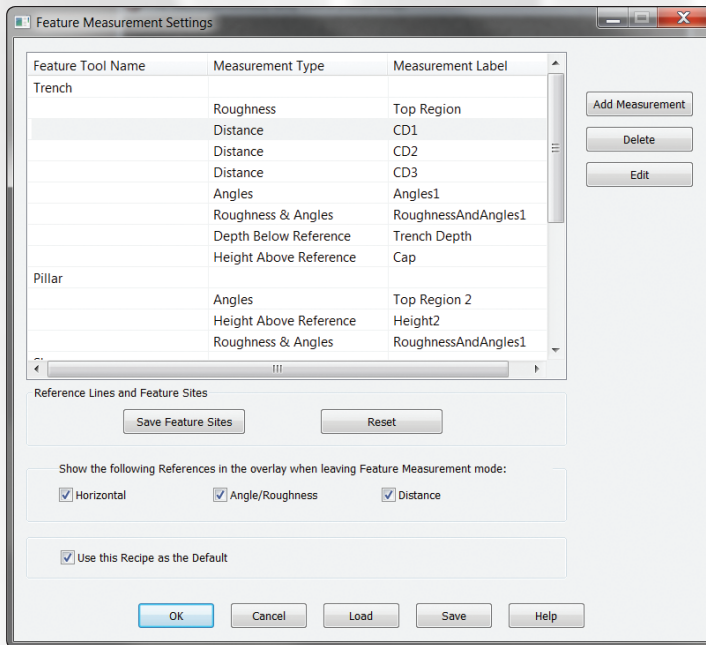 Feature Measurement Settings
Feature Tool Name Measurement Type Measurement Label
Trench
Roughness Top Region
Distance CD1
Distance CD2
Distance CD3
Angles Angles1
Roughness & Angles RoughnessAndAngles1
Depth Below Reference Trench Depth
Height Above Reference Cap
Pillar
Angles Top Region 2
Height Above Reference Height2
Roughness & Angles RoughnessAndAngles1
Add Measurement
Delete
Edit
Reference Lines and Feature Sites
Save Feature Sites Reset
Show the following References in the overlay when leaving Feature Measurement mode:
Horizontal Angle/Roughness Distance
Use this Recipe as the Default
OK Cancel Load Save Help